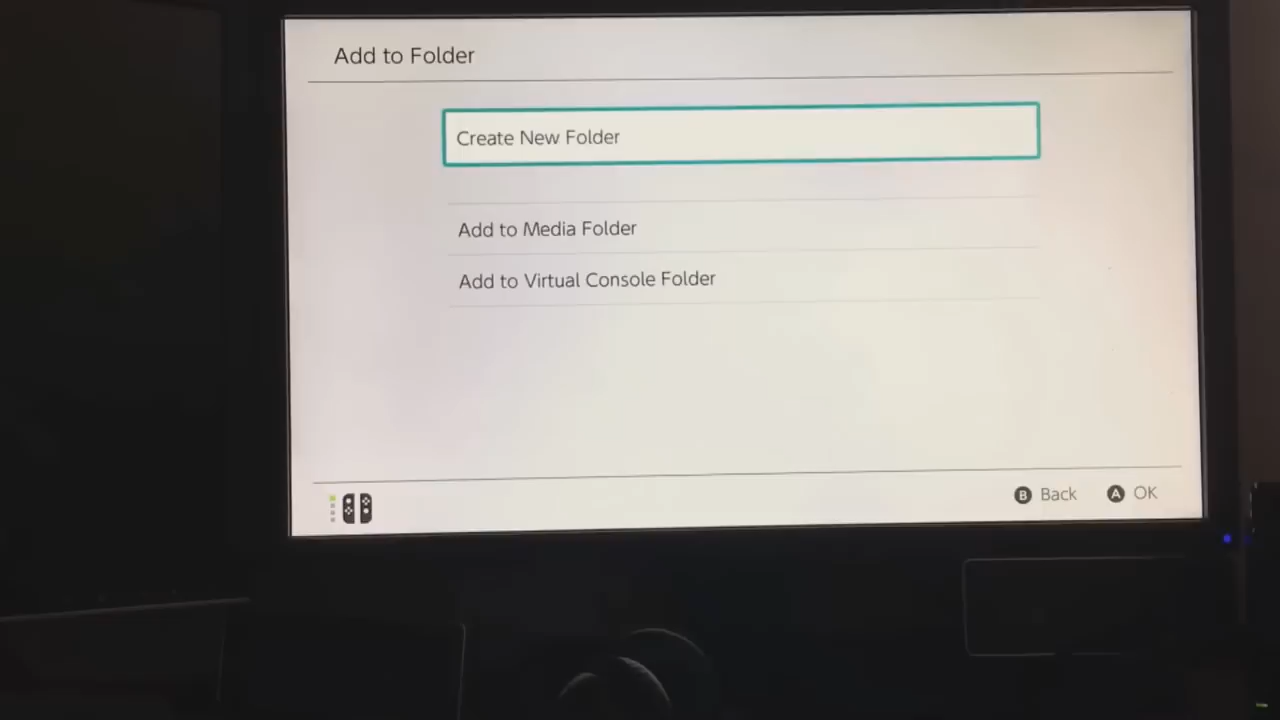 Add to Folder
Create New Folder
Add to Media Folder
Add to Virtual Console Folder
B Back A OK